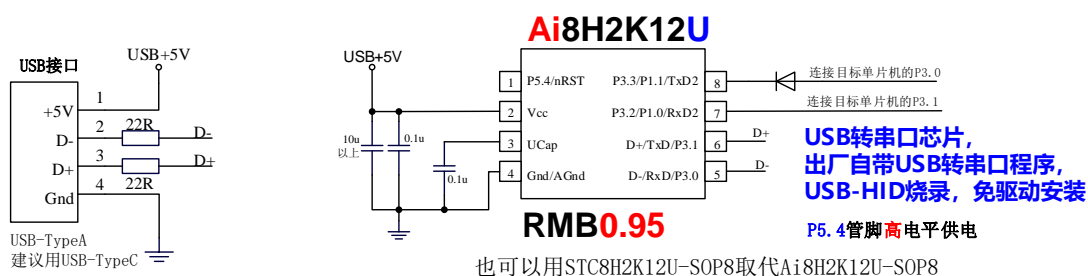 USB接口
USB+5V
1
+5V
2
22R
D-
D-
3
D+
D+
22R
4
Gnd
USB-TypeA
建议用USB-TypeC
Ai8H2K12U
USB+5V
1
P5.4/nRST
P3.3/P1.1/TxD2
8
连接目标单片机的P3.0
2
Vcc
P3.2/P1.0/RxD2
7
连接目标单片机的P3.1
10u
以上
0.1u
3
UCap
D+/TxD/P3.1
6
D+
0.1u
4
Gnd/AGnd
D-/RxD/P3.0
5
D-
USB转串口芯片,
出厂自带USB转串口程序,
USB-HID烧录，免驱动安装
RMB0.95
P5.4管脚高电平供电
也可以用STC8H2K12U-SOP8取代Ai8H2K12U-SOP8